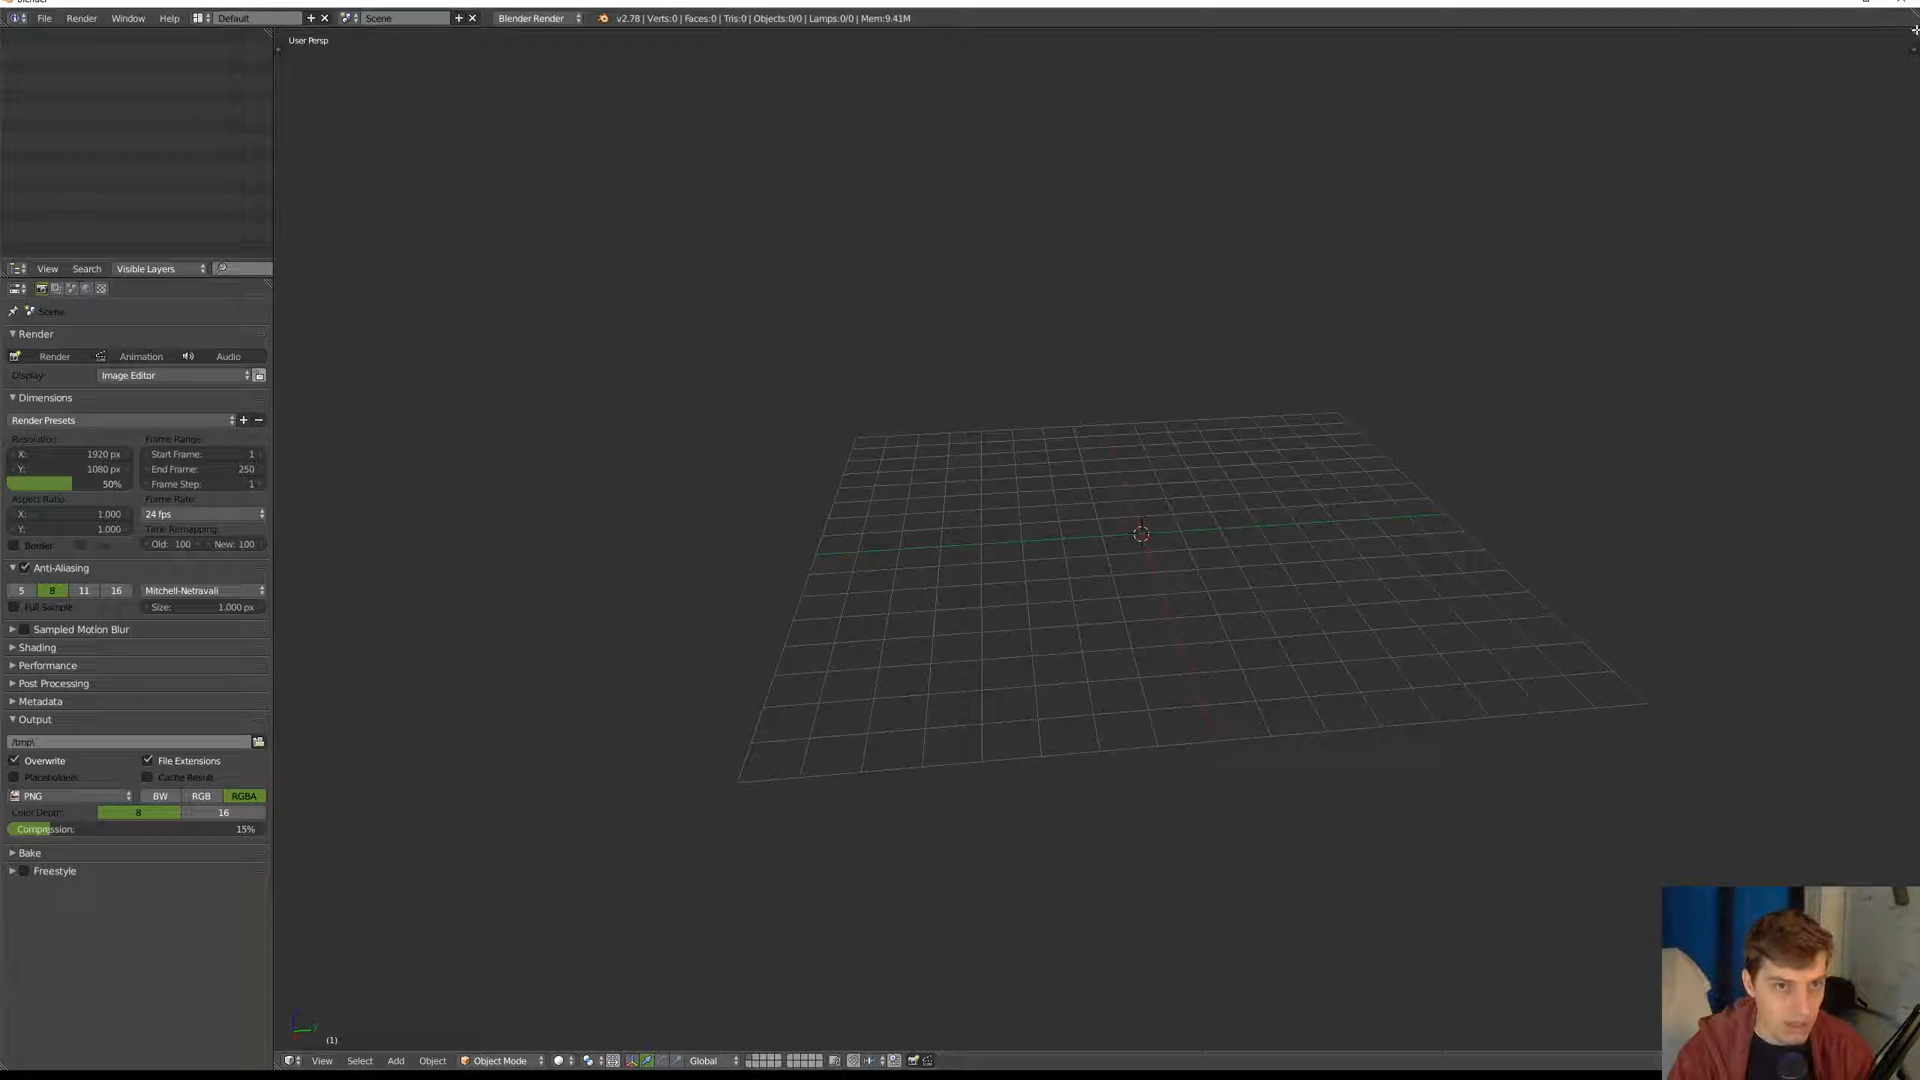 File Render Window Help Default Scene Blender Render v2.78 | Verts:0 | Faces:0 | Tris:0 | Objects:0/0 | Lamps:0/0 | Mem:9.41M
User Persp
View Search Visible Layers
Scene
Render
Render Animation Audio
Display: Image Editor
Dimensions
Render Presets
Resolution: Frame Range:
X: 1920 px Start Frame: 1
Y: 1080 px End Frame: 250
50% Frame Step: 1
Aspect Ratio: Frame Rate:
X: 1.000 24 fps
Y: 1.000 Time Remapping:
Border Old: 100 New: 100
Anti-Aliasing
5 8 11 16 Mitchell-Netravali
Full Sample Size: 1.000 px
Sampled Motion Blur
Shading
Performance
Post Processing
Metadata
Output
/tmp\
Overwrite File Extensions
Placeholders Cache Result
PNG BW RGB RGBA
Color Depth: 8 16
Compression: 15%
Bake
Freestyle
(1)
View Select Add Object Object Mode Global